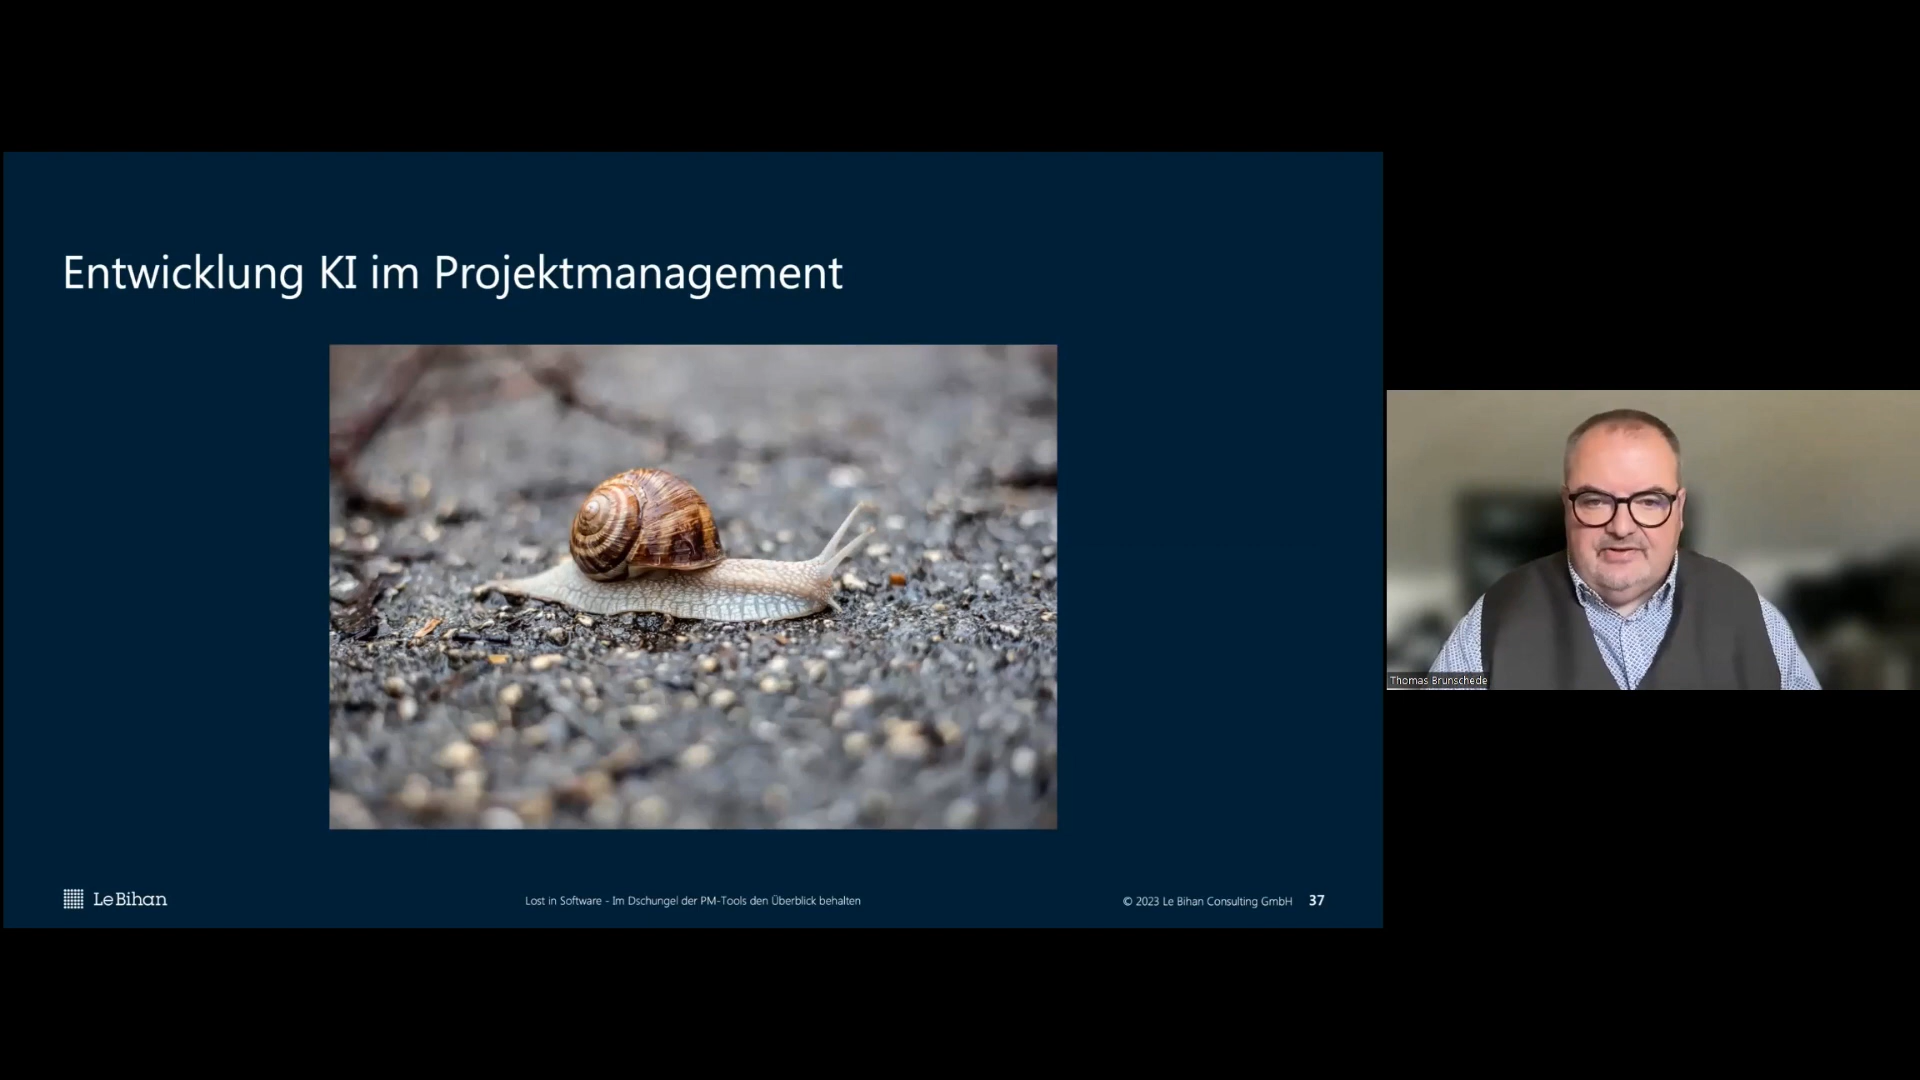 Entwicklung KI im Projektmanagement
Thomas Brunschede
Le Bihan
Lost in Software - Im Dschungel der PM-Tools den Überblick behalten
© 2023 Le Bihan Consulting GmbH
37